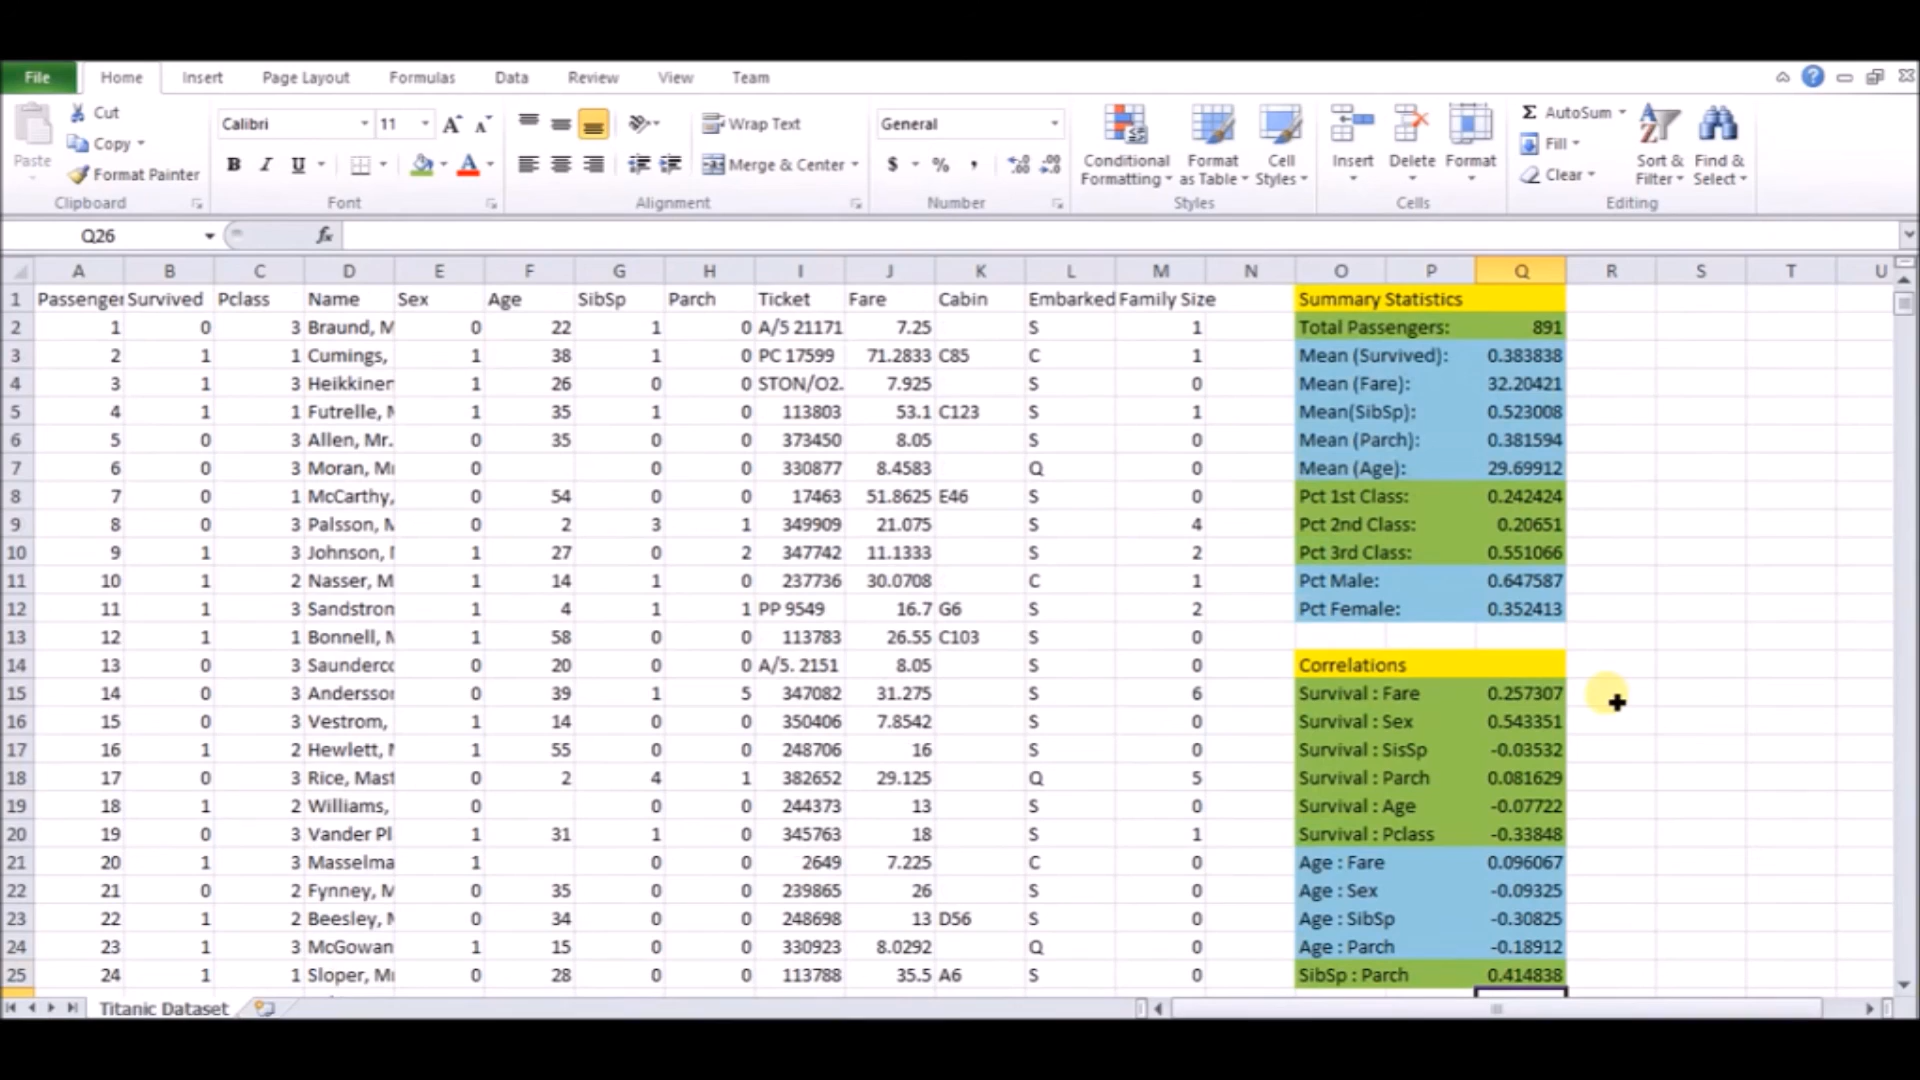 File Home Insert Page Layout Formulas Data Review View Team
Cut
Copy
Format Painter
Paste
Clipboard
Calibri 11
B I U
Font
Wrap Text
Merge & Center
Alignment
General
$ % ,
Number
Conditional Formatting
Format as Table
Cell Styles
Styles
Insert Delete Format
Cells
Σ AutoSum
Fill
Clear
Sort & Filter
Find & Select
Editing
Q26 fx
A B C D E F G H I J K L M N O P Q R S T U
1 Passenger Survived Pclass Name Sex Age SibSp Parch Ticket Fare Cabin Embarked Family Size Summary Statistics
2 1 0 3 Braund, M 0 22 1 0 A/5 21171 7.25 S 1 Total Passengers: 891
3 2 1 1 Cumings, 1 38 1 0 PC 17599 71.2833 C85 C 1 Mean (Survived): 0.383838
4 3 1 3 Heikkinen 1 26 0 0 STON/O2. 7.925 S 0 Mean (Fare): 32.20421
5 4 1 1 Futrelle, M 1 35 1 0 113803 53.1 C123 S 1 Mean(SibSp): 0.523008
6 5 0 3 Allen, Mr. 0 35 0 0 373450 8.05 S 0 Mean (Parch): 0.381594
7 6 0 3 Moran, Mr 0 0 0 330877 8.4583 Q 0 Mean (Age): 29.69912
8 7 0 1 McCarthy, 0 54 0 0 17463 51.8625 E46 S 0 Pct 1st Class: 0.242424
9 8 0 3 Palsson, M 0 2 3 1 349909 21.075 S 4 Pct 2nd Class: 0.20651
10 9 1 3 Johnson, M 1 27 0 2 347742 11.1333 S 2 Pct 3rd Class: 0.551066
11 10 1 2 Nasser, M 1 14 1 0 237736 30.0708 C 1 Pct Male: 0.647587
12 11 1 3 Sandstrom 1 4 1 1 PP 9549 16.7 G6 S 2 Pct Female: 0.352413
13 12 1 1 Bonnell, M 1 58 0 0 113783 26.55 C103 S 0
14 13 0 3 Saunderco 0 20 0 0 A/5. 2151 8.05 S 0 Correlations
15 14 0 3 Andersson 0 39 1 5 347082 31.275 S 6 Survival : Fare 0.257307
16 15 0 3 Vestrom, 1 14 0 0 350406 7.8542 S 0 Survival : Sex 0.543351
17 16 1 2 Hewlett, M 1 55 0 0 248706 16 S 0 Survival : SisSp -0.03532
18 17 0 3 Rice, Mast 0 2 4 1 382652 29.125 Q 5 Survival : Parch 0.081629
19 18 1 2 Williams, 0 0 0 244373 13 S 0 Survival : Age -0.07722
20 19 0 3 Vander Pl 1 31 1 0 345763 18 S 1 Survival : Pclass -0.33848
21 20 1 3 Masselma 1 0 0 2649 7.225 C 0 Age : Fare 0.096067
22 21 0 2 Fynney, M 0 35 0 0 239865 26 S 0 Age : Sex -0.09325
23 22 1 2 Beesley, M 0 34 0 0 248698 13 D56 S 0 Age : SibSp -0.30825
24 23 1 3 McGowan 1 15 0 0 330923 8.0292 Q 0 Age : Parch -0.18912
25 24 1 1 Sloper, Mr 0 28 0 0 113788 35.5 A6 S 0 SibSp : Parch 0.414838
Titanic Dataset